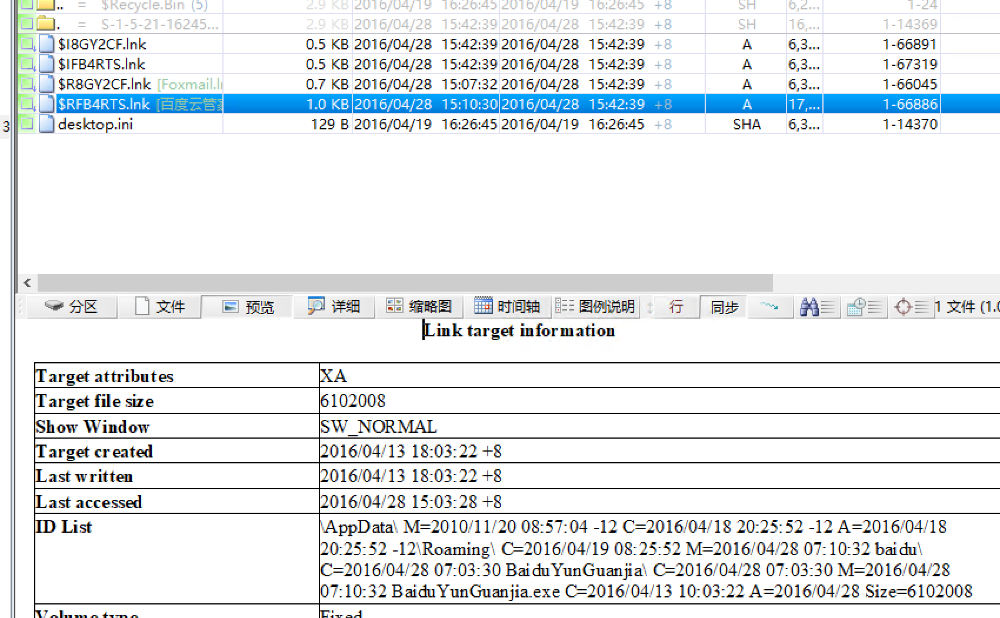 .. = $Recycle.Bin (5) 2.9 KB 2016/04/19 16:26:45 2016/04/19 16:26:45 +8 SH 6,2... 1-24
. = S-1-5-21-16245... 2.9 KB 2016/04/28 15:42:39 2016/04/28 15:42:39 +8 SH 16,... 1-14369
$I8GY2CF.lnk 0.5 KB 2016/04/28 15:42:39 2016/04/28 15:42:39 +8 A 6,3... 1-66891
$IFB4RTS.lnk 0.5 KB 2016/04/28 15:42:39 2016/04/28 15:42:39 +8 A 6,3... 1-67319
$R8GY2CF.lnk [Foxmail.ln 0.7 KB 2016/04/28 15:07:32 2016/04/28 15:42:39 +8 A 6,3... 1-66045
$RFB4RTS.lnk [百度云管家 1.0 KB 2016/04/28 15:10:30 2016/04/28 15:42:39 +8 A 17,... 1-66886
3 desktop.ini 129 B 2016/04/19 16:26:45 2016/04/19 16:26:45 +8 SHA 6,3... 1-14370
分区 文件 预览 详细 缩略图 时间轴 图例说明 行 同步 1 文件 (1.0
Link target information
Target attributes XA
Target file size 6102008
Show Window SW_NORMAL
Target created 2016/04/13 18:03:22 +8
Last written 2016/04/13 18:03:22 +8
Last accessed 2016/04/28 15:03:28 +8
ID List \AppData\ M=2010/11/20 08:57:04 -12 C=2016/04/18 20:25:52 -12 A=2016/04/18
20:25:52 -12\Roaming\ C=2016/04/19 08:25:52 M=2016/04/28 07:10:32 baidu\
C=2016/04/28 07:03:30 BaiduYunGuanjia\ C=2016/04/28 07:03:30 M=2016/04/28
07:10:32 BaiduYunGuanjia.exe C=2016/04/13 10:03:22 A=2016/04/28 Size=6102008
Volume type Fixed